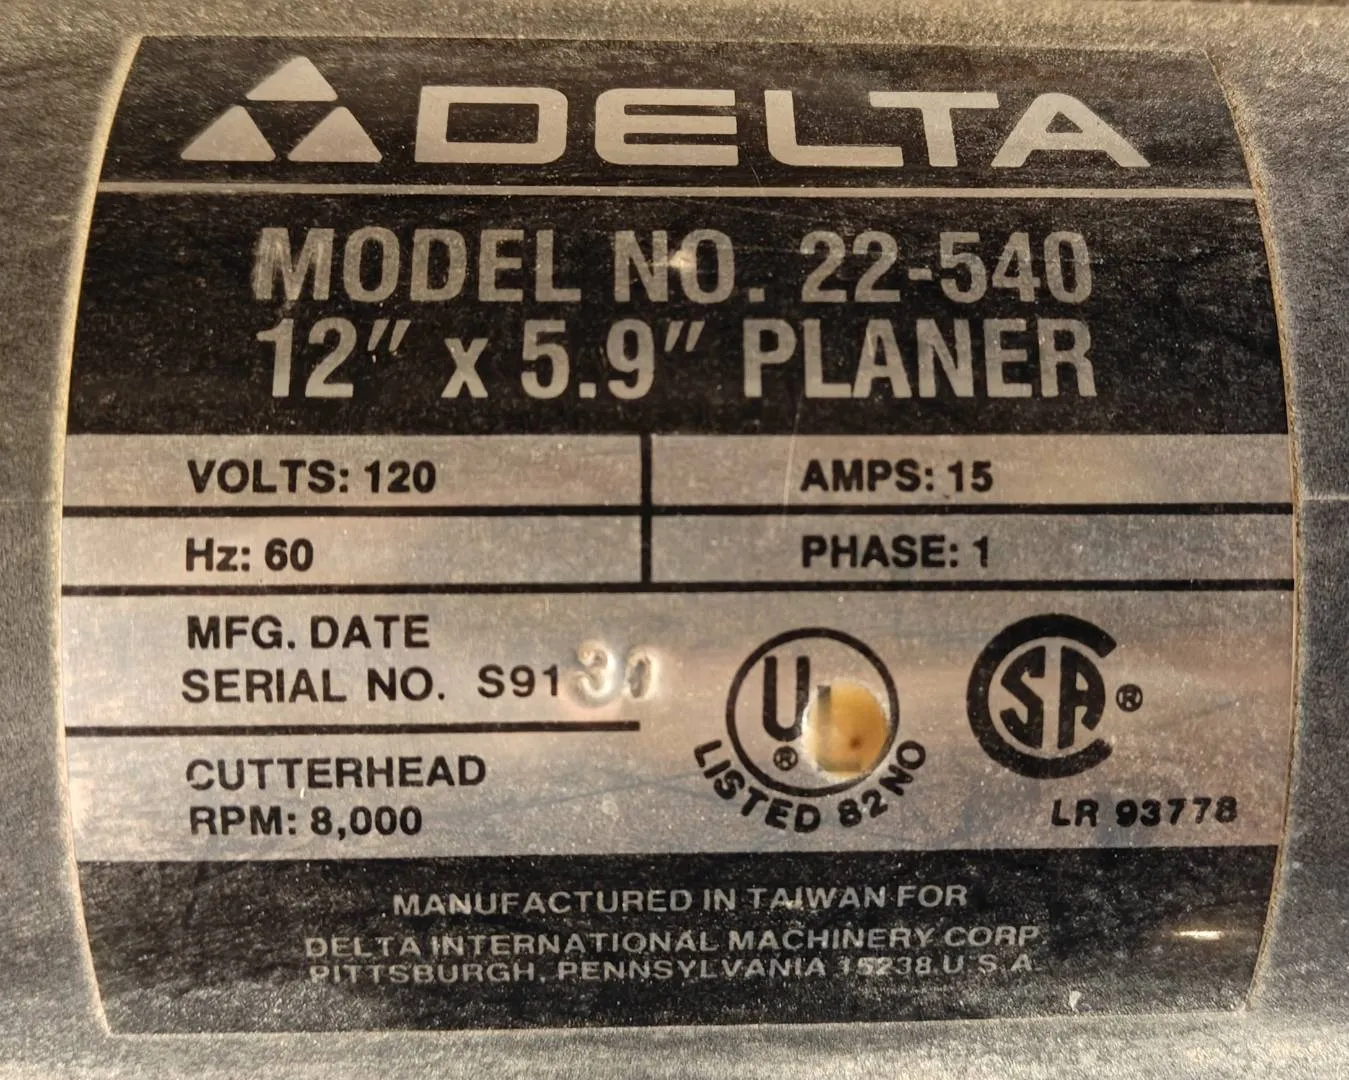 DELTA
MODEL NO. 22-540
12" x 5.9" PLANER
VOLTS: 120 AMPS: 15
Hz: 60 PHASE: 1
MFG. DATE
SERIAL NO. S91
CUTTERHEAD
RPM: 8,000
UL ®
LISTED 82NO
SA ®
LR 93778
MANUFACTURED IN TAIWAN FOR
DELTA INTERNATIONAL MACHINERY CORP.
PITTSBURGH, PENNSYLVANIA 15238 U.S.A.